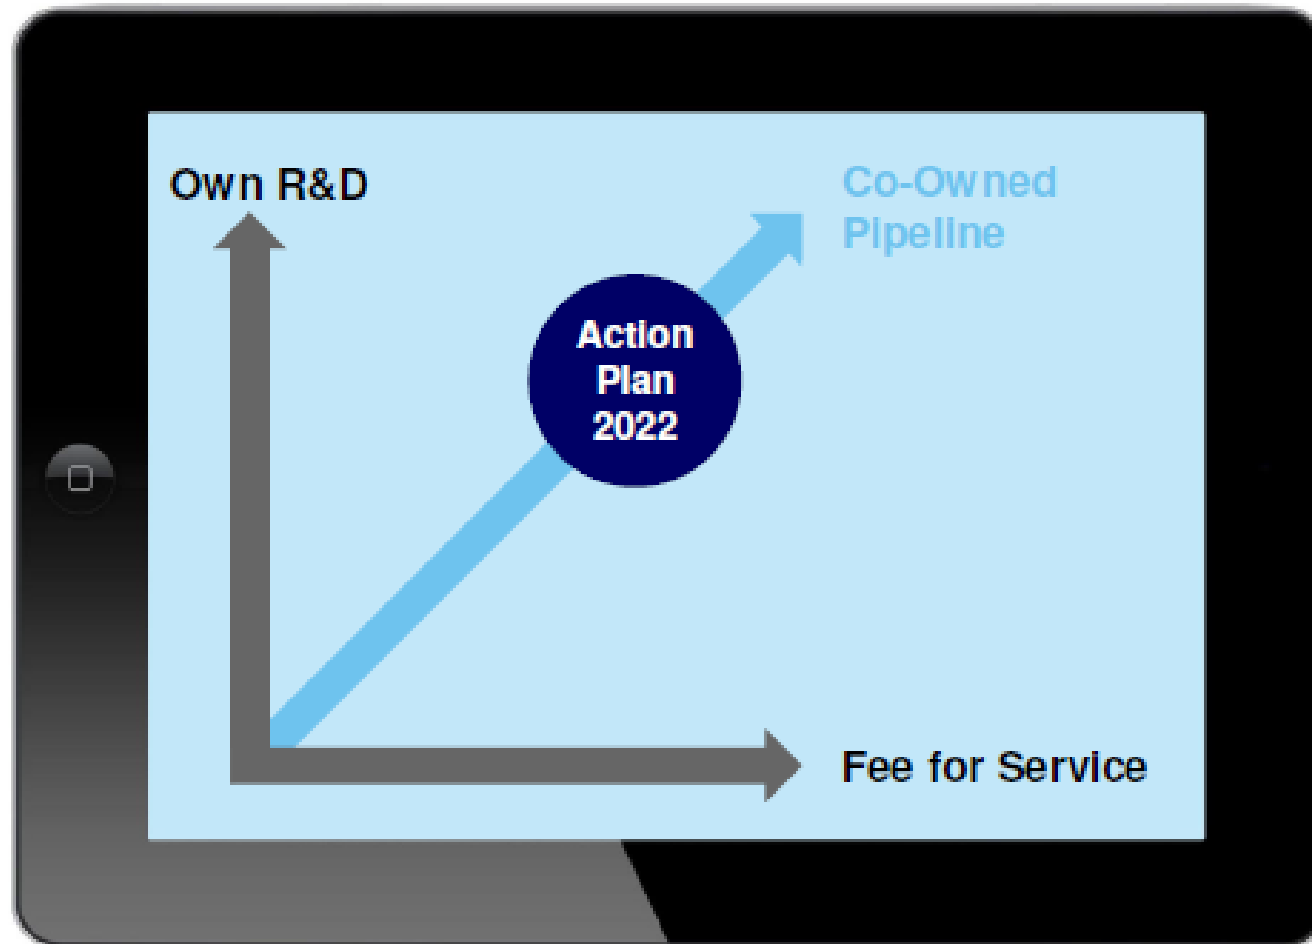 Own R&D
Co-Owned
Pipeline
Action
Plan
2022
Fee for Service